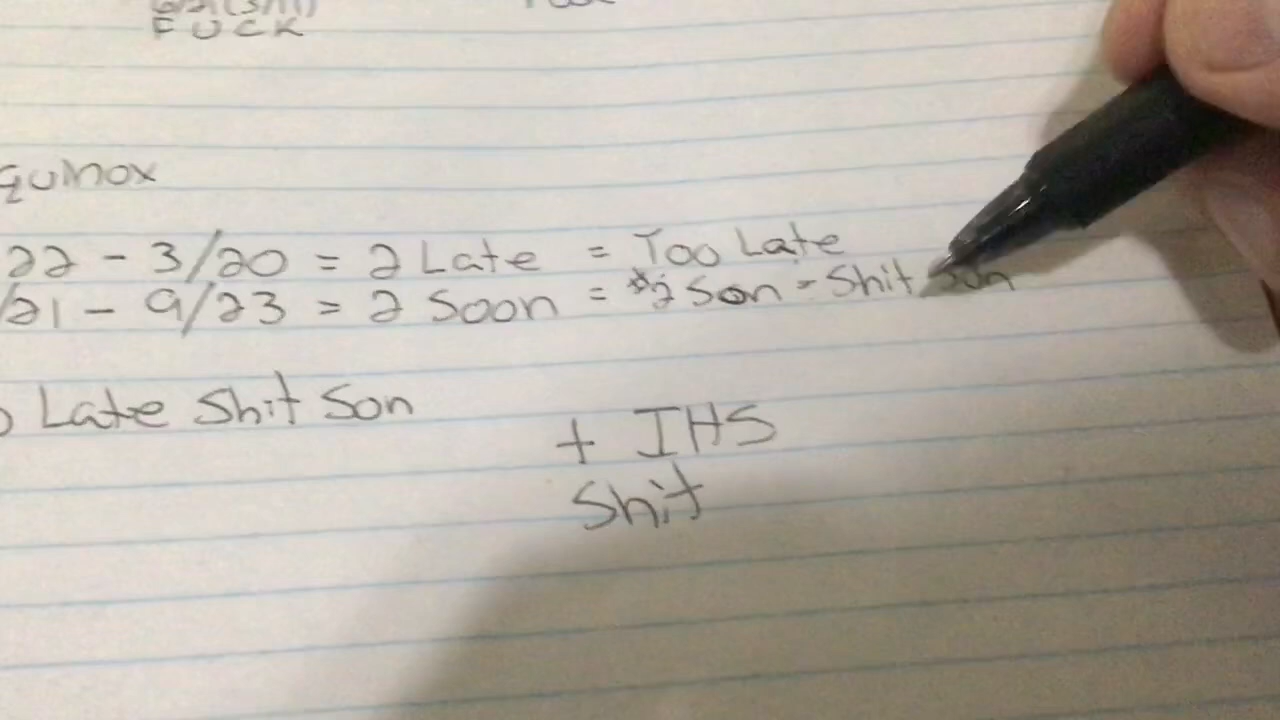 FUCK
quinox
22 - 3/20 = 2 Late = Too Late
/21 - 9/23 = 2 Soon = #2 Son - Shit Son
Late Shit Son
+ IHS
Shit